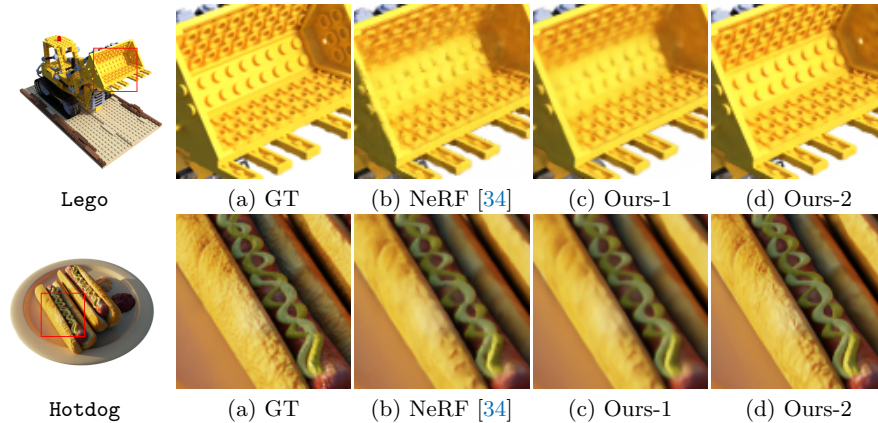 Lego
(a) GT
(b) NeRF [34]
(c) Ours-1
(d) Ours-2
Hotdog
(a) GT
(b) NeRF [34]
(c) Ours-1
(d) Ours-2